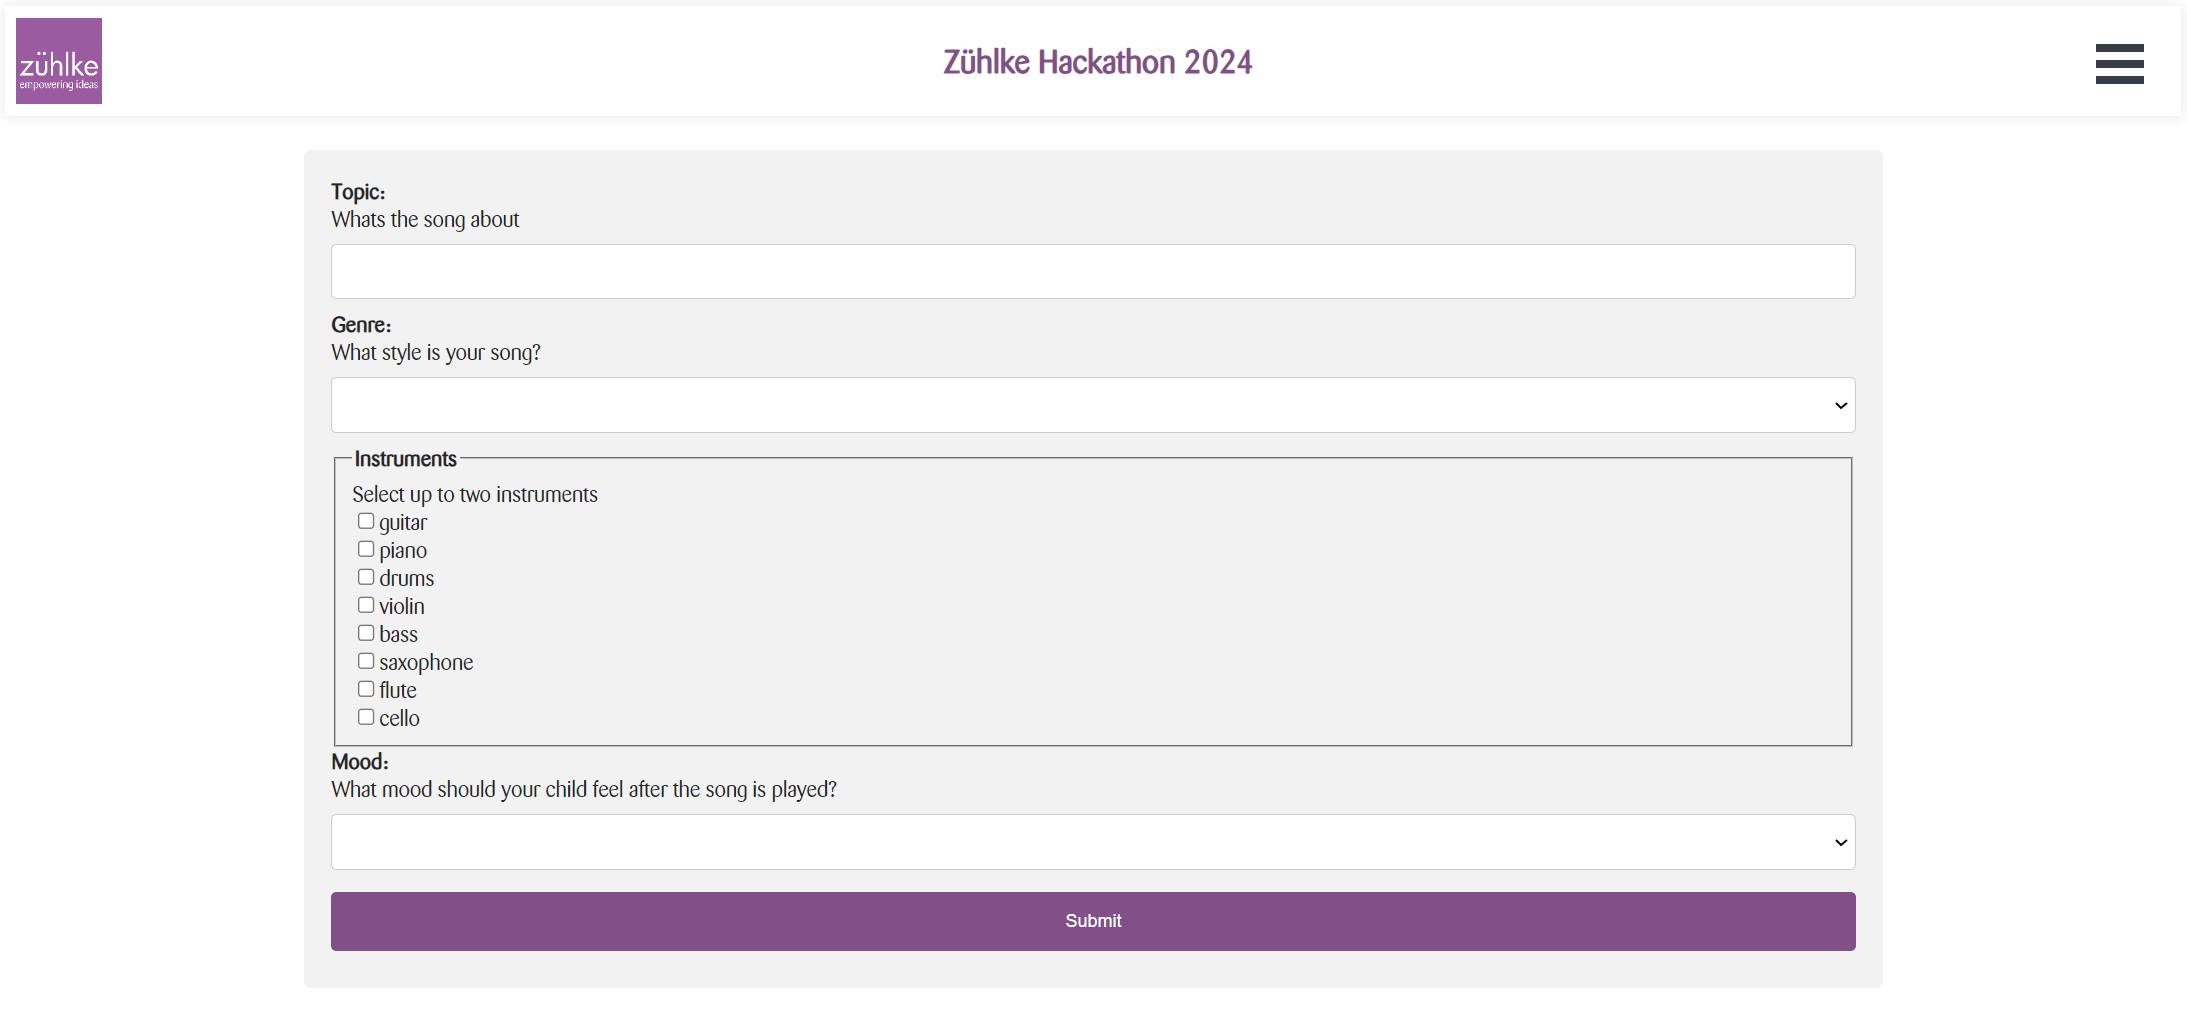 zühlke
empowering ideas
Zühlke Hackathon 2024
Topic:
Whats the song about
Genre:
What style is your song?
Instruments
Select up to two instruments
guitar
piano
drums
violin
bass
saxophone
flute
cello
Mood:
What mood should your child feel after the song is played?
Submit